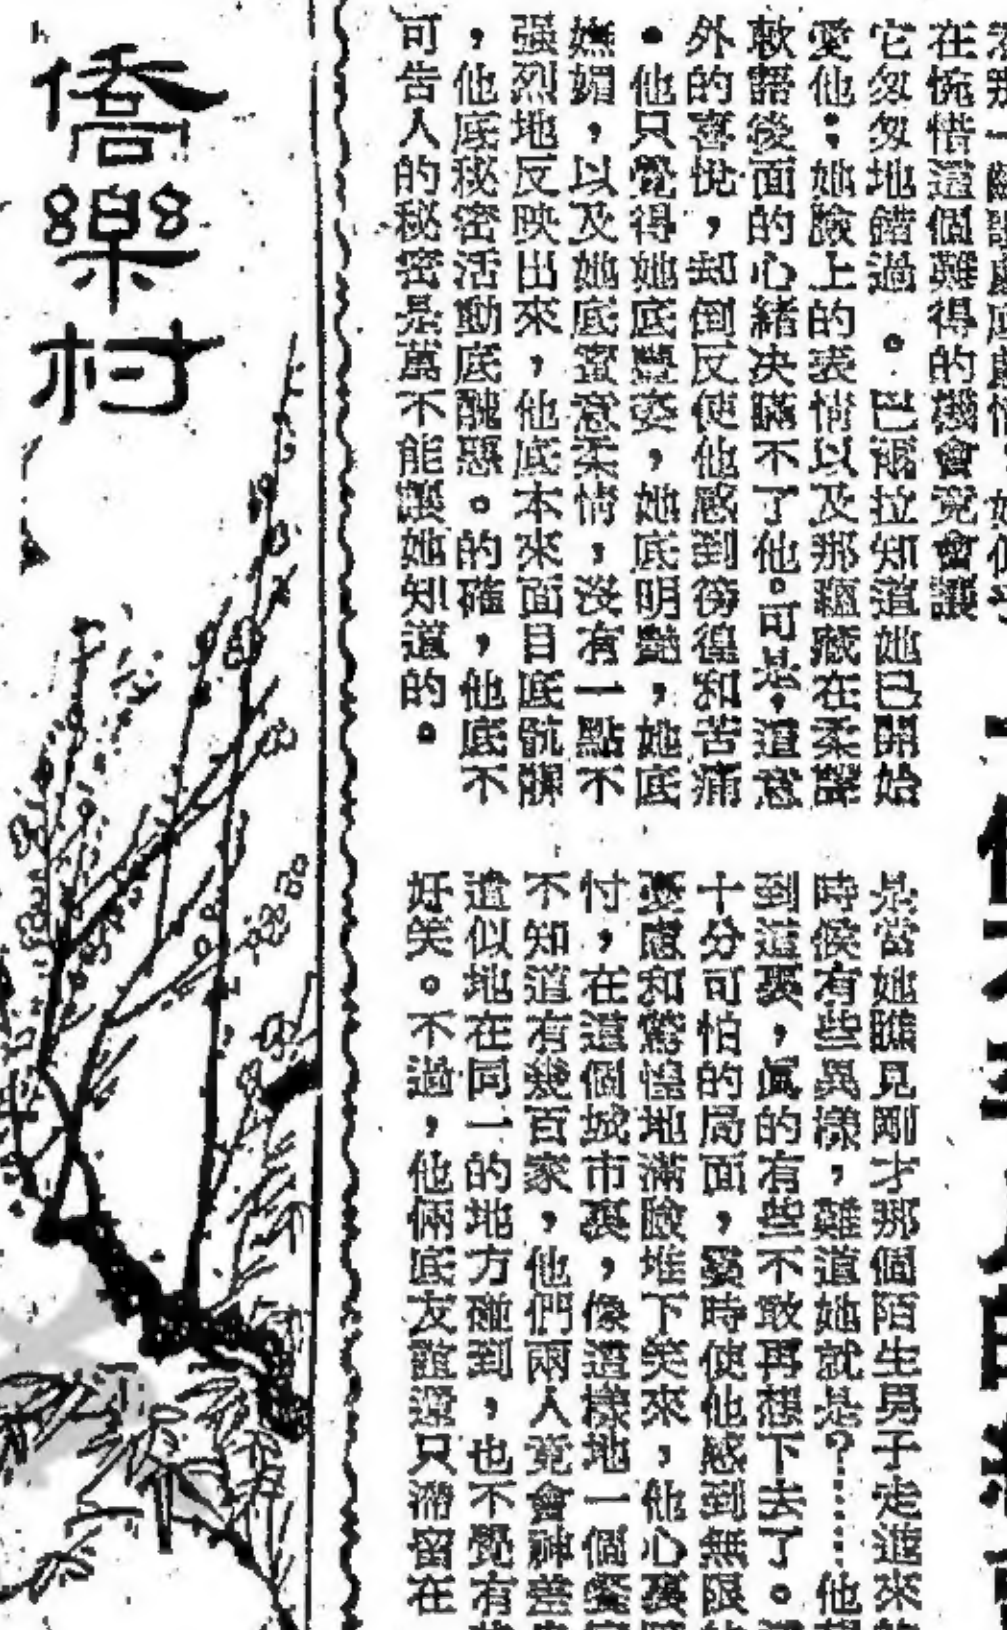 在惋惜這個難得的機會竟會讓
它匆匆地錯過。巴爾拉知道她已開始
愛他;她臉上的表情以及那蘊藏在柔聲
軟語後面的心緒決瞞不了他。可是,這意
外的喜悅,却倒反使他感到徬徨和苦痛
。他只覺得她底豐姿,她底明艷,她底
嫵媚,以及她底蜜意柔情,沒有一點不
强烈地反映出來,他底本來面目底骯髒
,他底秘密活動底醜惡。的確,他底不
可告人的秘密是萬不能讓她知道的。
是當她瞧見剛才那個陌生男子走進來
時候有些異樣,難道她就是?……他
到這裏,眞的有些不敢再想下去了。
十分可怕的局面,霎時使他感到無限
憂慮和驚惶地滿臉堆下笑來,他心裏
忖,在這個城市裏,像這樣地一個
不知道有幾百家,他們兩人竟會神差
遣似地在同一的地方碰到,也不覺有
好笑。不過,他倆底友誼還只滯留在
僑樂村